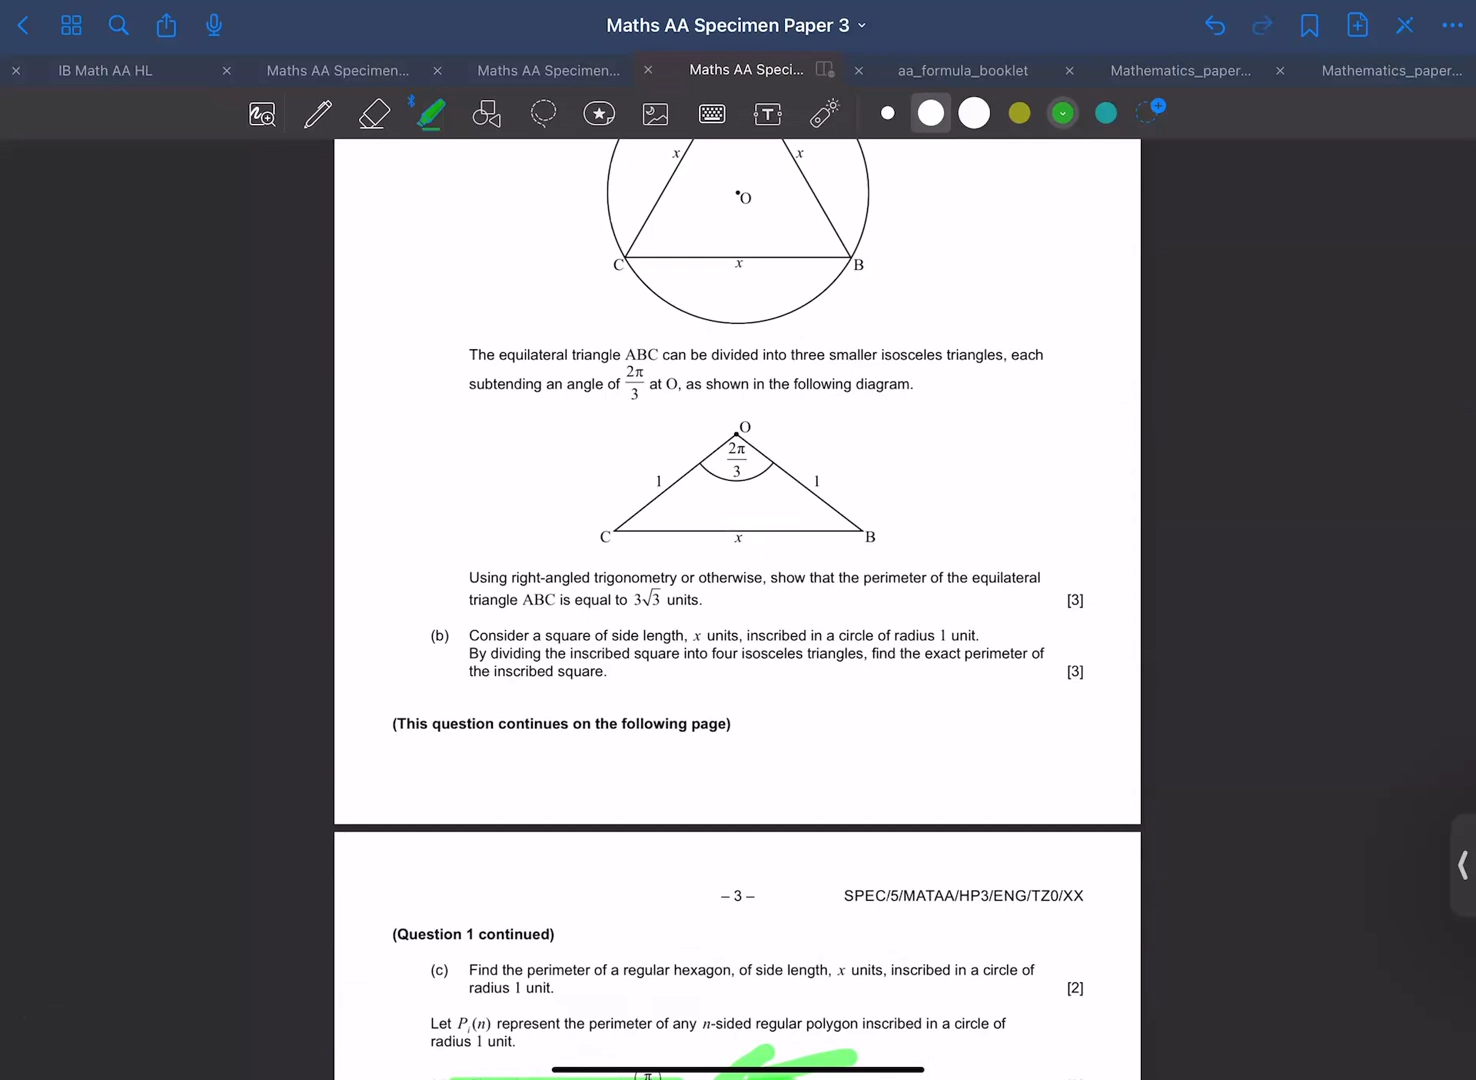 Maths AA Specimen Paper 3
IB Math AA HL
Maths AA Specimen...
Maths AA Specimen...
Maths AA Speci...
aa_formula_booklet
Mathematics_paper...
Mathematics_paper...
T
x
x
O
C
x
B
The equilateral triangle ABC can be divided into three smaller isosceles triangles, each
subtending an angle of 2π/3 at O, as shown in the following diagram.
O
2π/3
1
1
C
x
B
Using right-angled trigonometry or otherwise, show that the perimeter of the equilateral
triangle ABC is equal to 3√3 units. [3]
(b) Consider a square of side length, x units, inscribed in a circle of radius 1 unit.
By dividing the inscribed square into four isosceles triangles, find the exact perimeter of
the inscribed square. [3]
(This question continues on the following page)
– 3 –
SPEC/5/MATAA/HP3/ENG/TZ0/XX
(Question 1 continued)
(c) Find the perimeter of a regular hexagon, of side length, x units, inscribed in a circle of
radius 1 unit. [2]
Let Pᵢ(n) represent the perimeter of any n-sided regular polygon inscribed in a circle of
radius 1 unit.
π